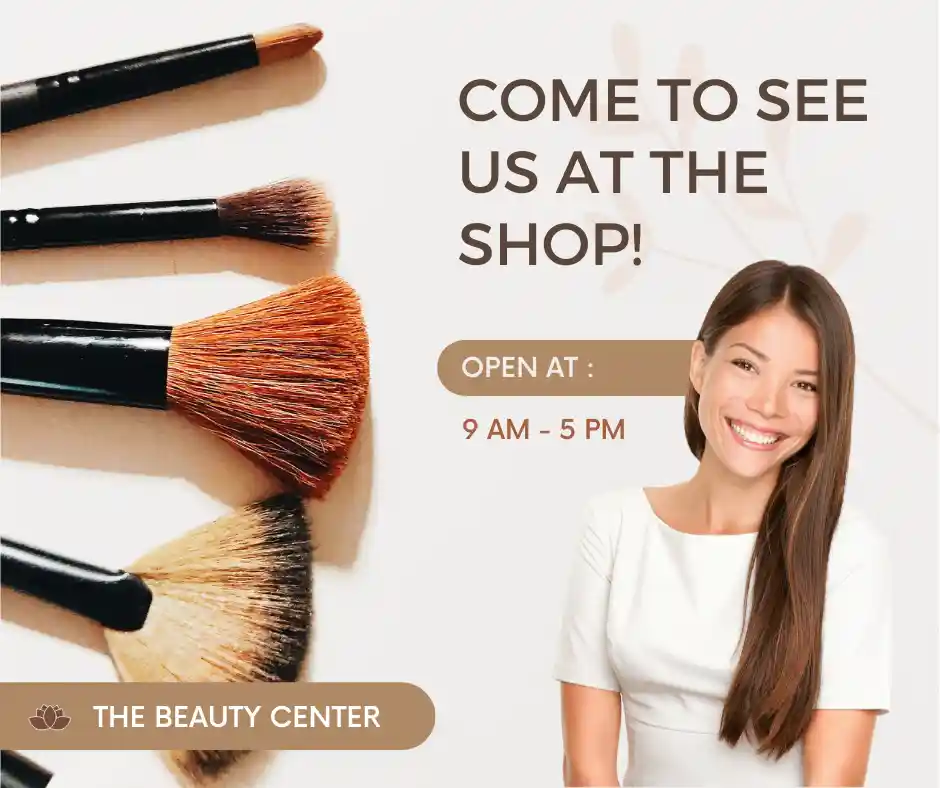 COME TO SEE
US AT THE
SHOP!
OPEN AT :
9 AM - 5 PM
THE BEAUTY CENTER